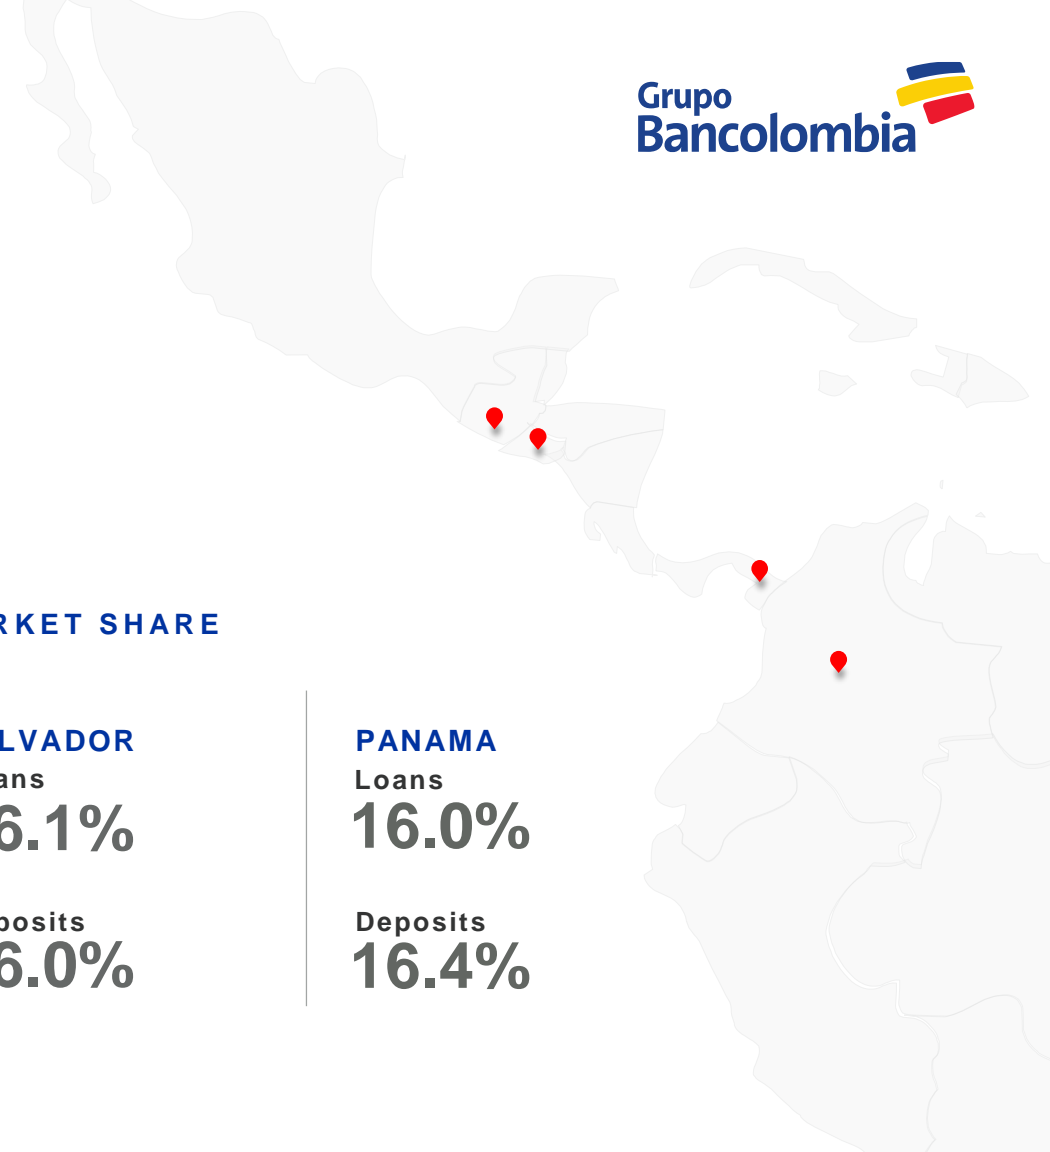 Grupo
Bancolombia
RKET SHARE
LVADOR
ans
6.1%
posits
6.0%
PANAMA
Loans
16.0%
Deposits
16.4%